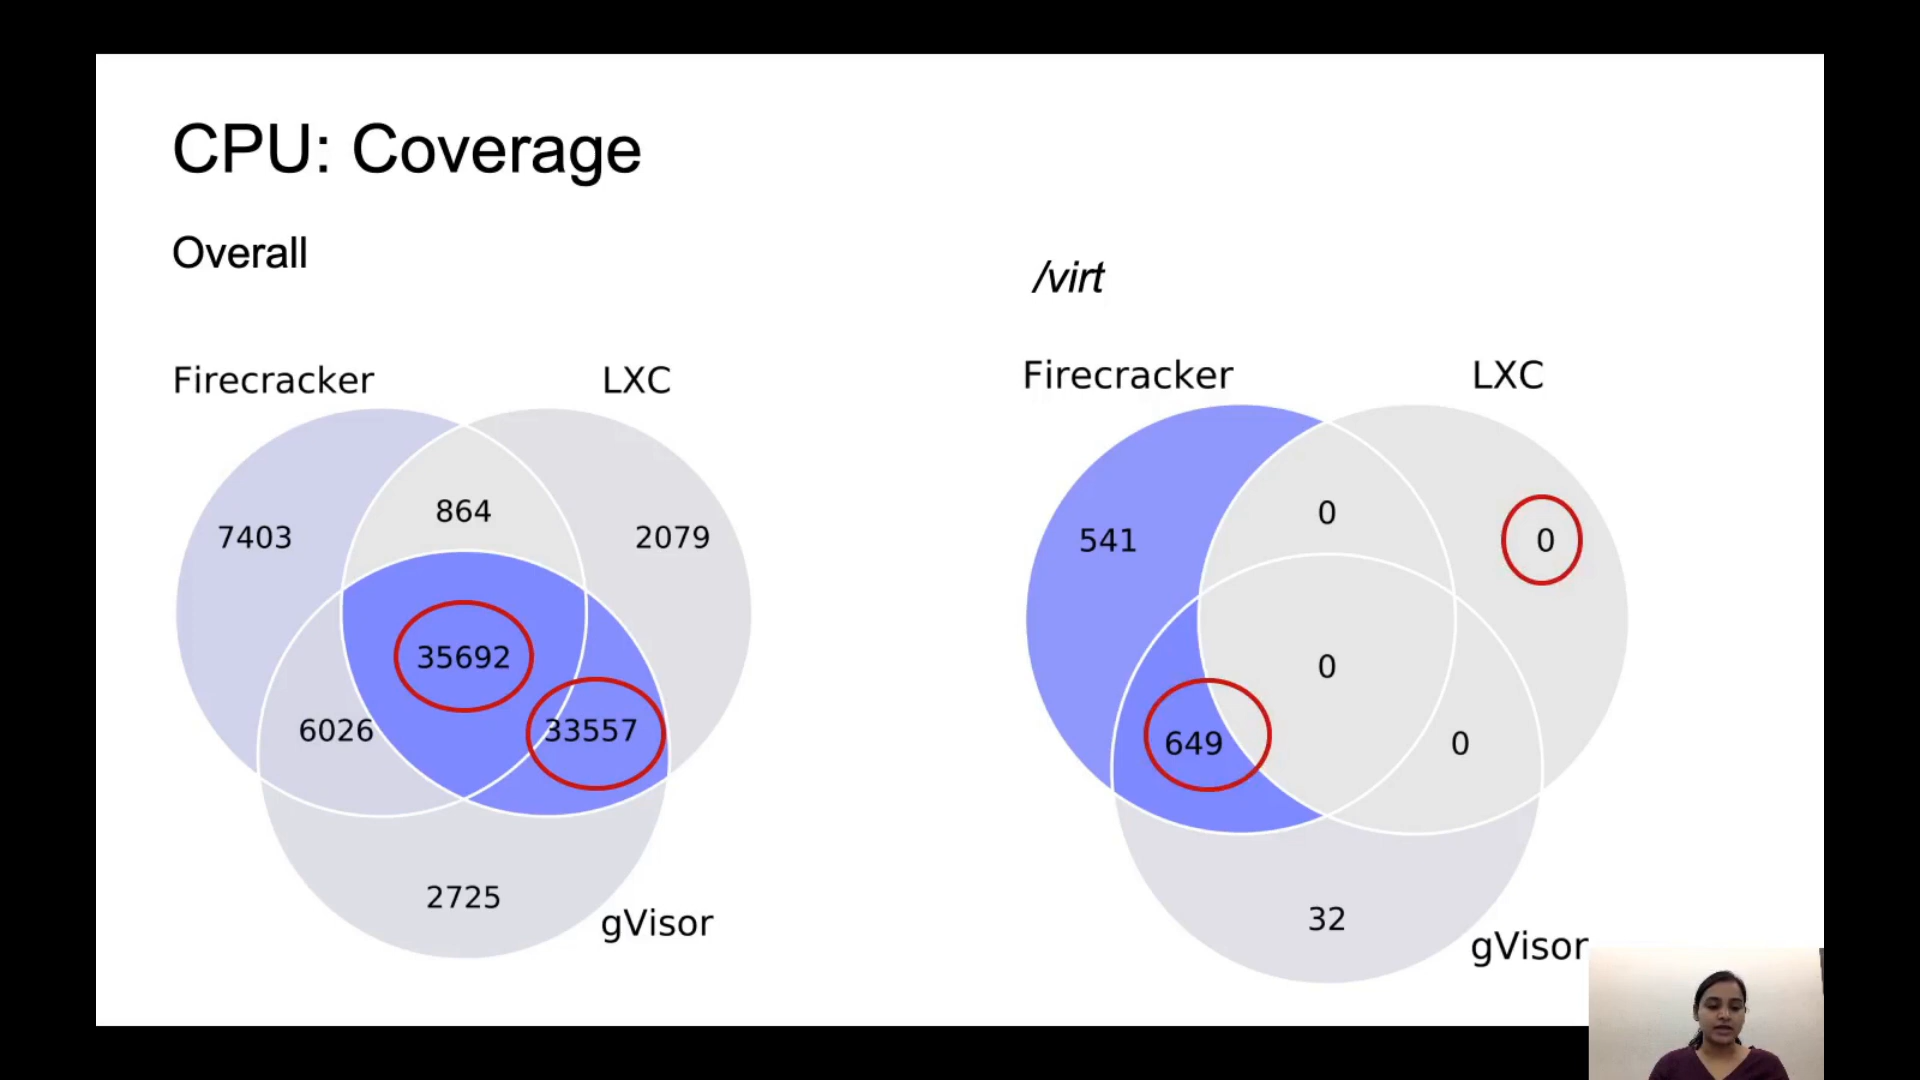 CPU: Coverage
Overall
Firecracker
LXC
864
7403
2079
35692
6026
33557
2725
gVisor
/virt
Firecracker
LXC
0
541
0
0
649
0
32
gVisor